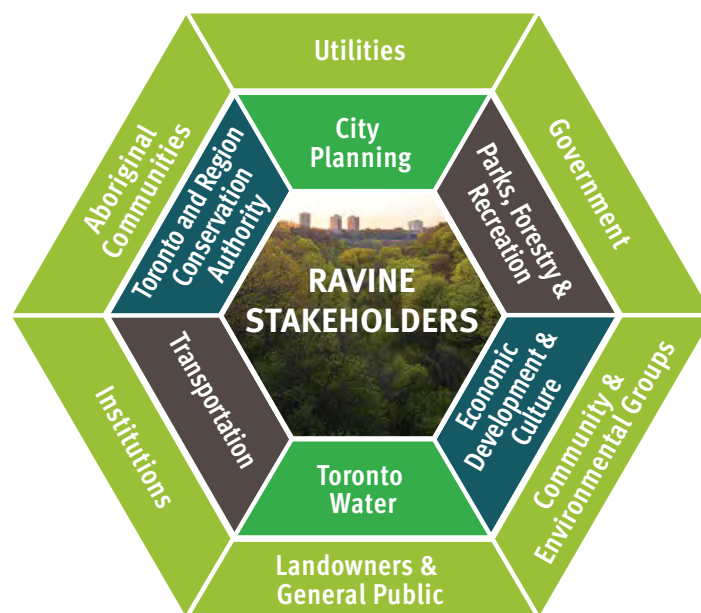 Utilities
City
Planning
Aboriginal
Communities
Toronto and Region
Conservation
Authority
Parks, Forestry &
Recreation
Government
RAVINE
STAKEHOLDERS
Institutions
Transportation
Economic
Development &
Culture
Community &
Environmental Groups
Toronto
Water
Landowners &
General Public